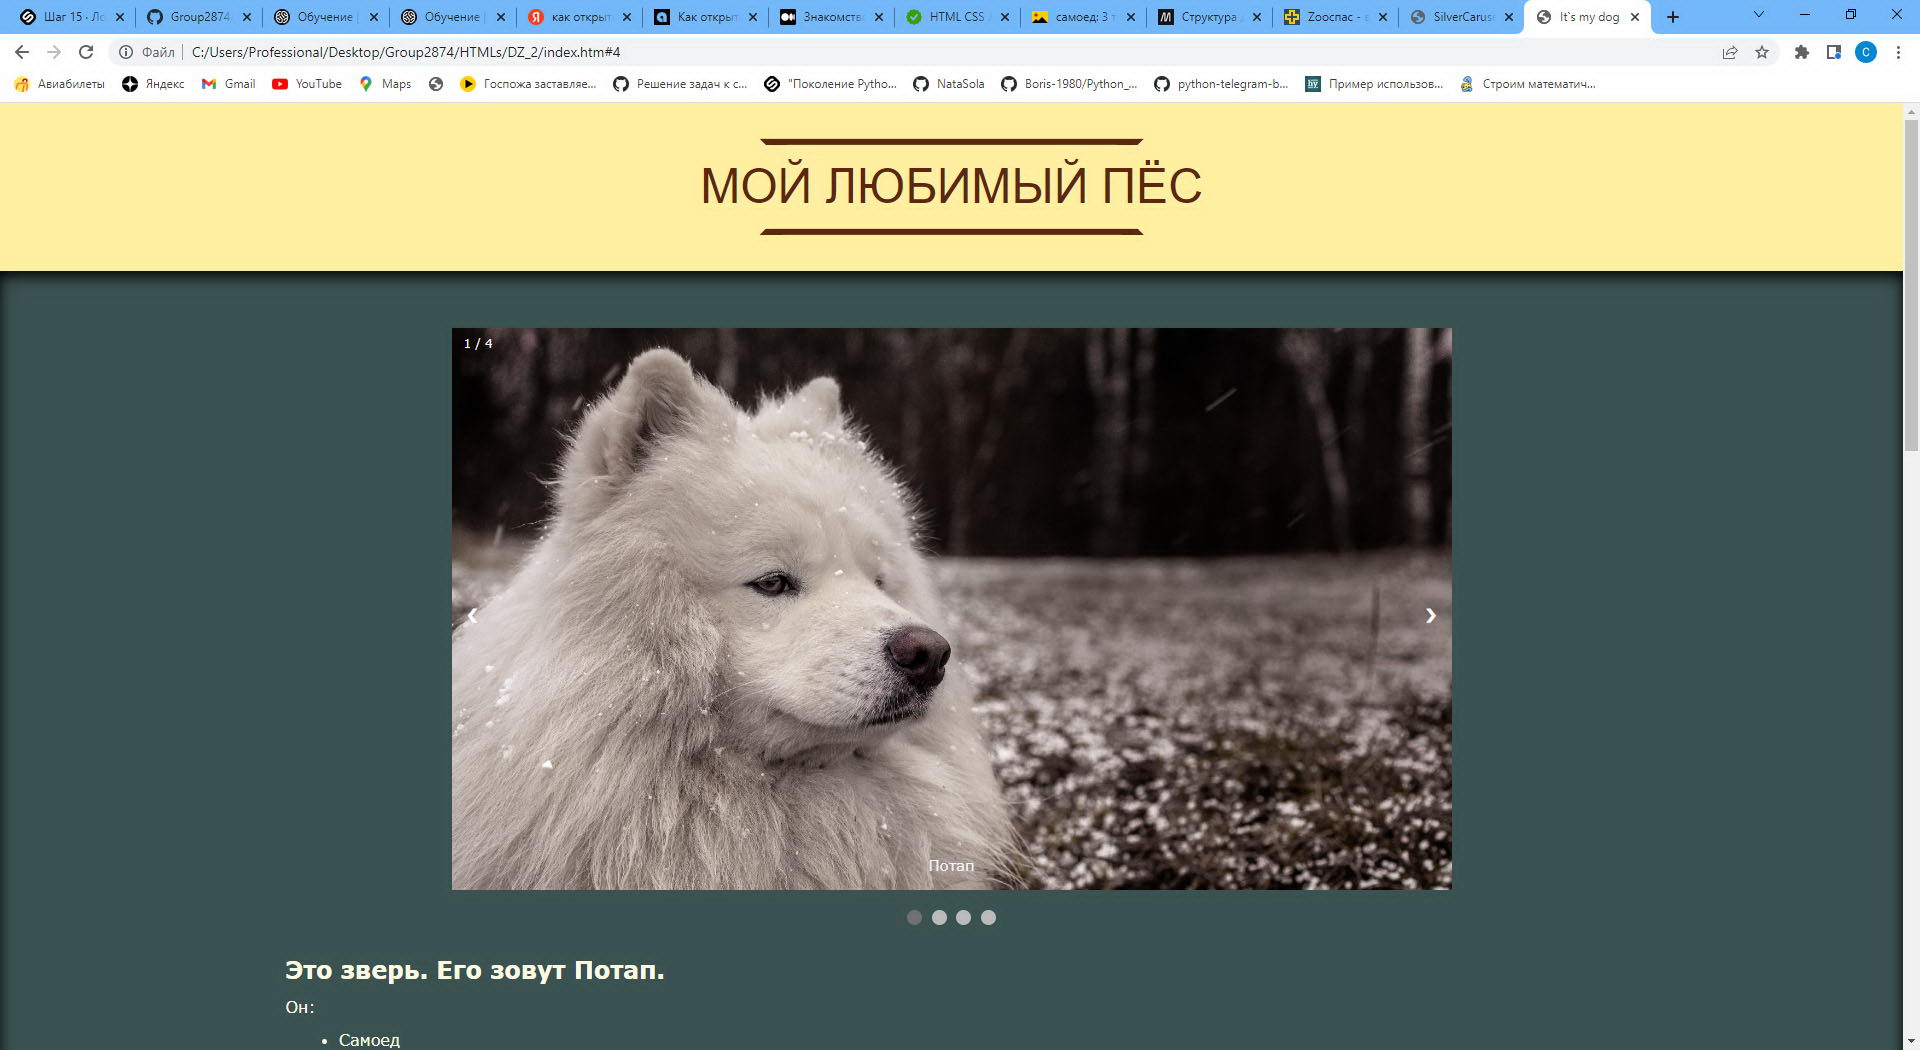 Шаг 15 · Ло
Group2874
Обучение
Обучение
как открыт
Как открыт
Знакомств
HTML CSS
самоед: 3 т
Структура
Zooспас -
SilverCarus
It`s my dog
Файл
C:/Users/Professional/Desktop/Group2874/HTMLs/DZ_2/index.htm#4
C
Авиабилеты
Яндекс
Gmail
YouTube
Maps
Госпожа заставляе...
Решение задач к с...
"Поколение Pytho...
NataSola
Boris-1980/Python_...
python-telegram-b...
Пример использов...
Строим математич...
МОЙ ЛЮБИМЫЙ ПЁС
1 / 4
❮
❯
Потап
Это зверь. Его зовут Потап.
Он:
• Самоед